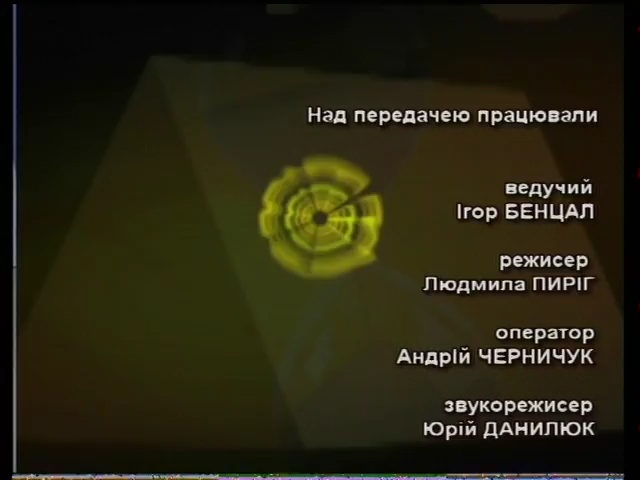 Над передачею працювали
ведучий
Ігор БЕНЦАЛ
режисер
Людмила ПИРІГ
оператор
Андрій ЧЕРНИЧУК
звукорежисер
Юрій ДАНИЛЮК